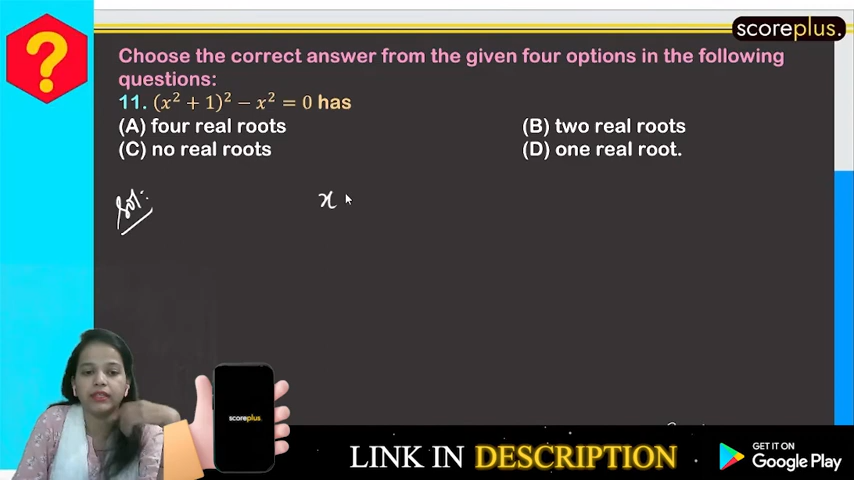 scoreplus.
Choose the correct answer from the given four options in the following
questions:
11. (x² + 1)² − x² = 0 has
(A) four real roots
(B) two real roots
(C) no real roots
(D) one real root.
Sol:
x
scoreplus.
LINK IN DESCRIPTION
GET IT ON
Google Play